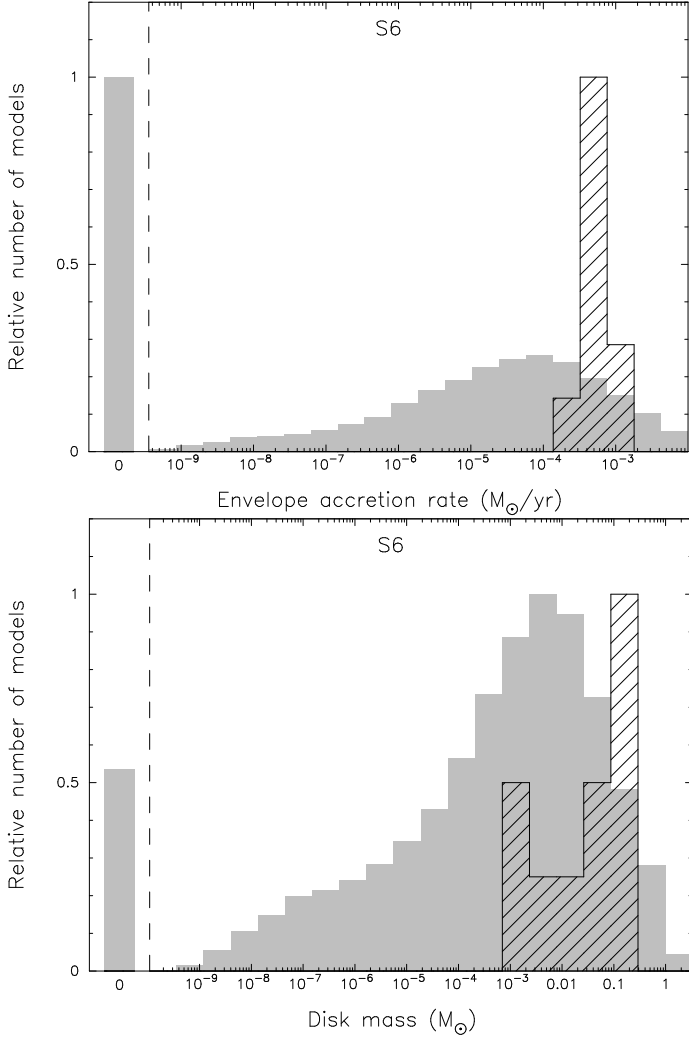 S6
Relative number of models
1
0.5
0
0 10⁻⁹ 10⁻⁸ 10⁻⁷ 10⁻⁶ 10⁻⁵ 10⁻⁴ 10⁻³
Envelope accretion rate (M⊙/yr)
S6
Relative number of models
1
0.5
0
0 10⁻⁹ 10⁻⁸ 10⁻⁷ 10⁻⁶ 10⁻⁵ 10⁻⁴ 10⁻³ 0.01 0.1 1
Disk mass (M⊙)